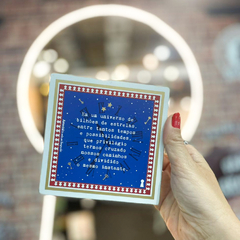 Em um universo de
bilhões de estrelas,
entre tantos tempos
e possibilidades,
que privilégio
termos cruzado
nossos caminhos
e dividido
o mesmo instante.